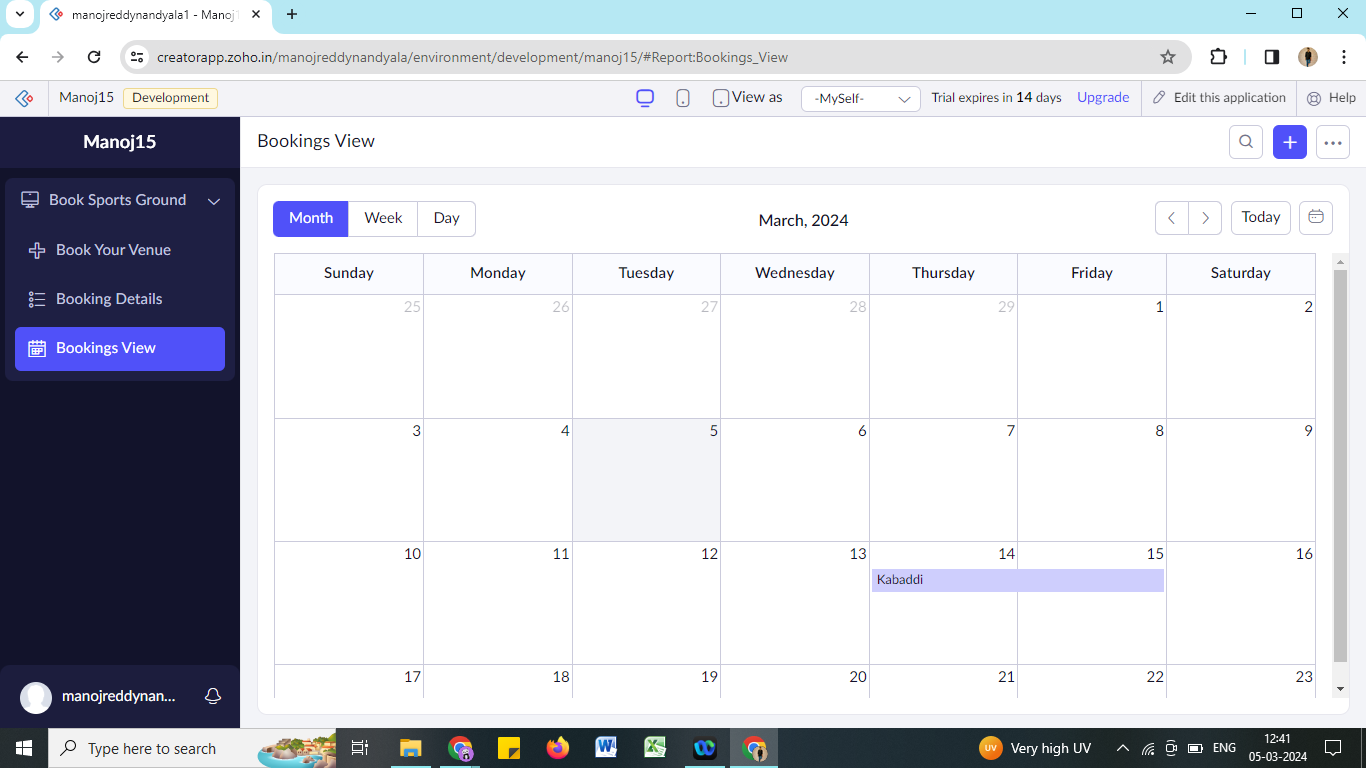 manojreddynandyala1 - Manoj1
creatorapp.zoho.in/manojreddynandyala/environment/development/manoj15/#Report:Bookings_View
Manoj15 Development View as -MySelf- Trial expires in 14 days Upgrade Edit this application Help
Manoj15
Bookings View
Book Sports Ground
Book Your Venue
Booking Details
Bookings View
manojreddynan...
Month Week Day March, 2024 Today
Sunday Monday Tuesday Wednesday Thursday Friday Saturday
25 26 27 28 29 1 2
3 4 5 6 7 8 9
10 11 12 13 14 15 16
Kabaddi
17 18 19 20 21 22 23
Type here to search
UV Very high UV ENG 12:41
05-03-2024